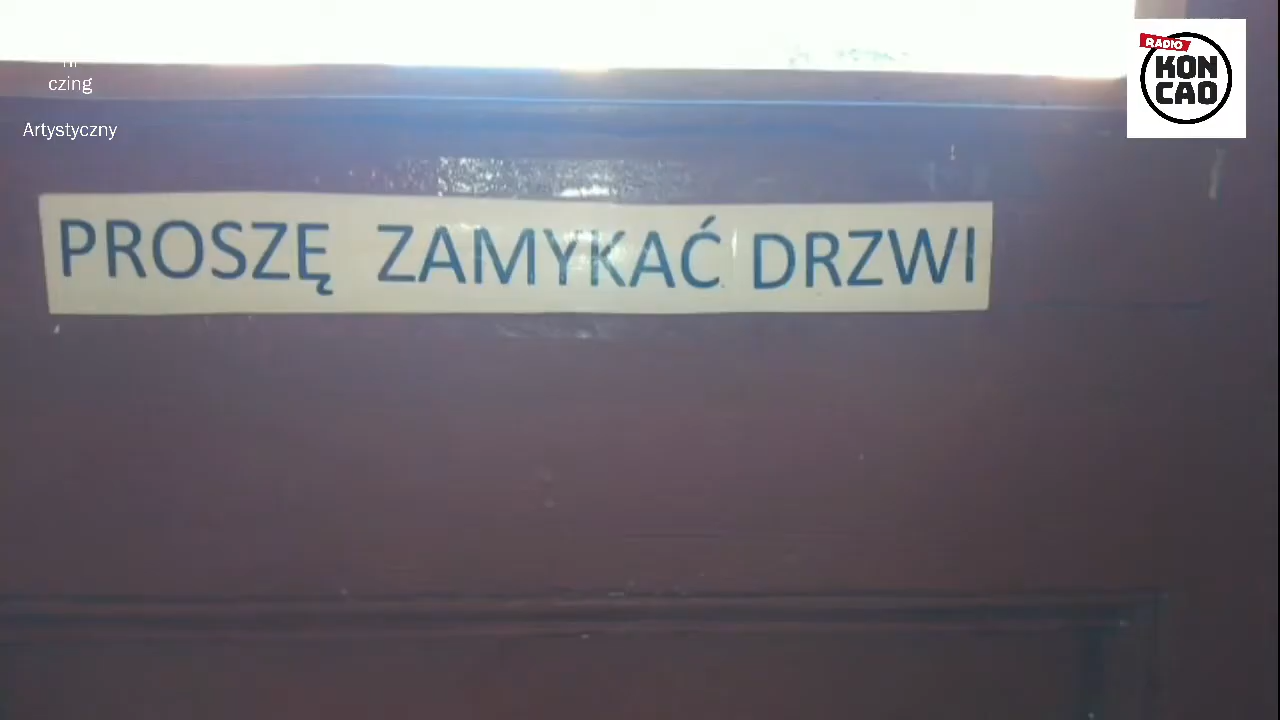 czing
Artystyczny
RADIO
KON
CAO
PROSZĘ ZAMYKAĆ DRZWI